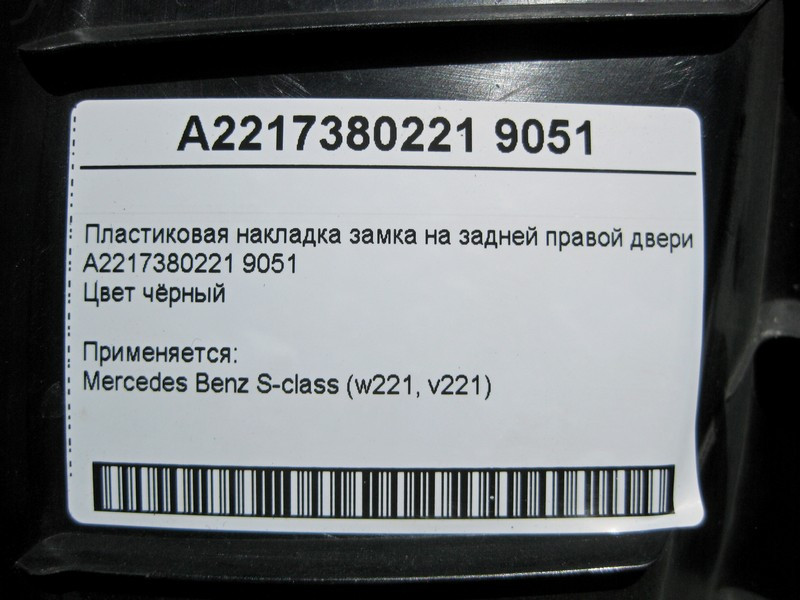 A2217380221 9051
Пластиковая накладка замка на задней правой двери
A2217380221 9051
Цвет чёрный
Применяется:
Mercedes Benz S-class (w221, v221)